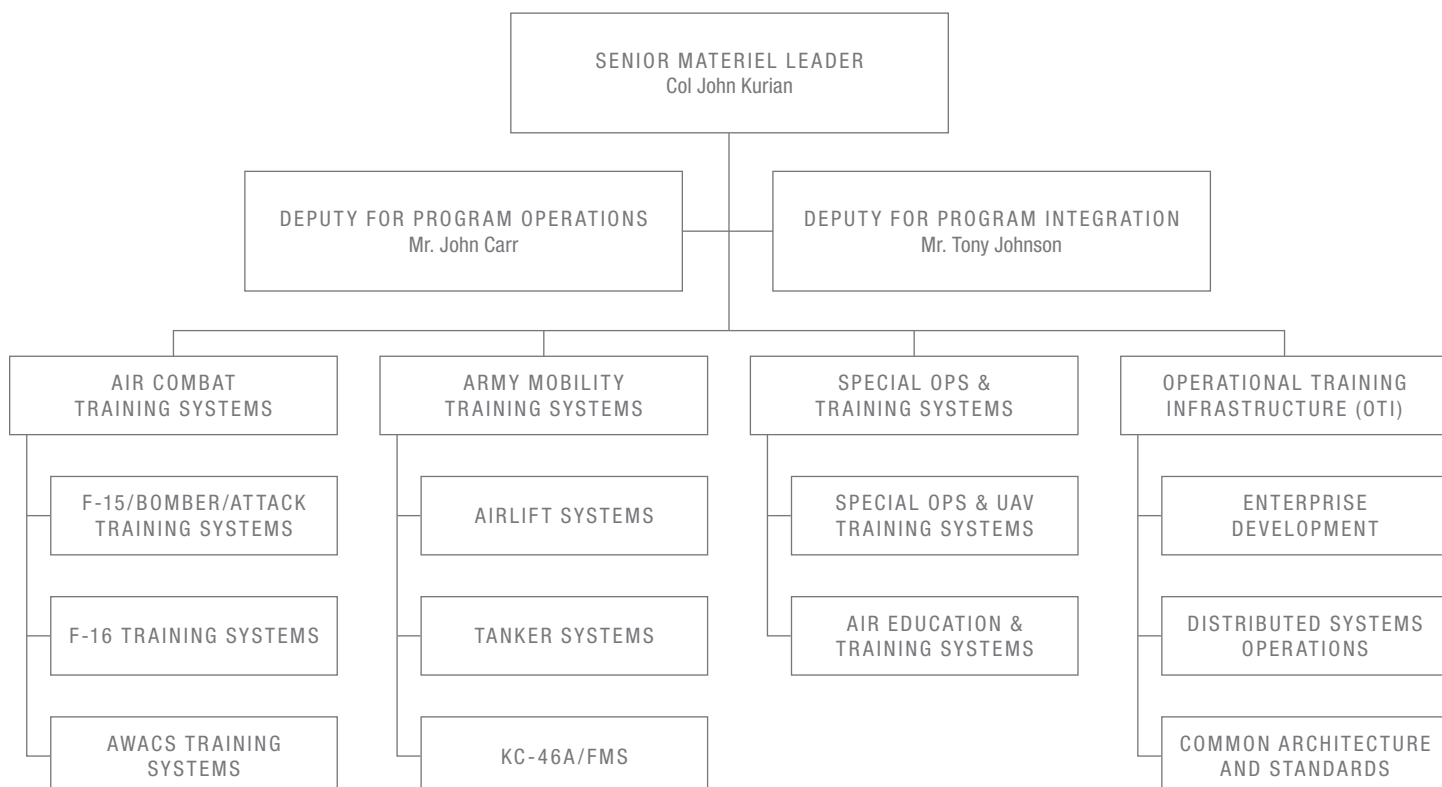 SENIOR MATERIEL LEADER
Col John Kurian
DEPUTY FOR PROGRAM OPERATIONS
Mr. John Carr
DEPUTY FOR PROGRAM INTEGRATION
Mr. Tony Johnson
AIR COMBAT
TRAINING SYSTEMS
F-15/BOMBER/ATTACK
TRAINING SYSTEMS
F-16 TRAINING SYSTEMS
AWACS TRAINING
SYSTEMS
ARMY MOBILITY
TRAINING SYSTEMS
AIRLIFT SYSTEMS
TANKER SYSTEMS
KC-46A/FMS
SPECIAL OPS &
TRAINING SYSTEMS
SPECIAL OPS & UAV
TRAINING SYSTEMS
AIR EDUCATION &
TRAINING SYSTEMS
OPERATIONAL TRAINING
INFRASTRUCTURE (OTI)
ENTERPRISE
DEVELOPMENT
DISTRIBUTED SYSTEMS
OPERATIONS
COMMON ARCHITECTURE
AND STANDARDS